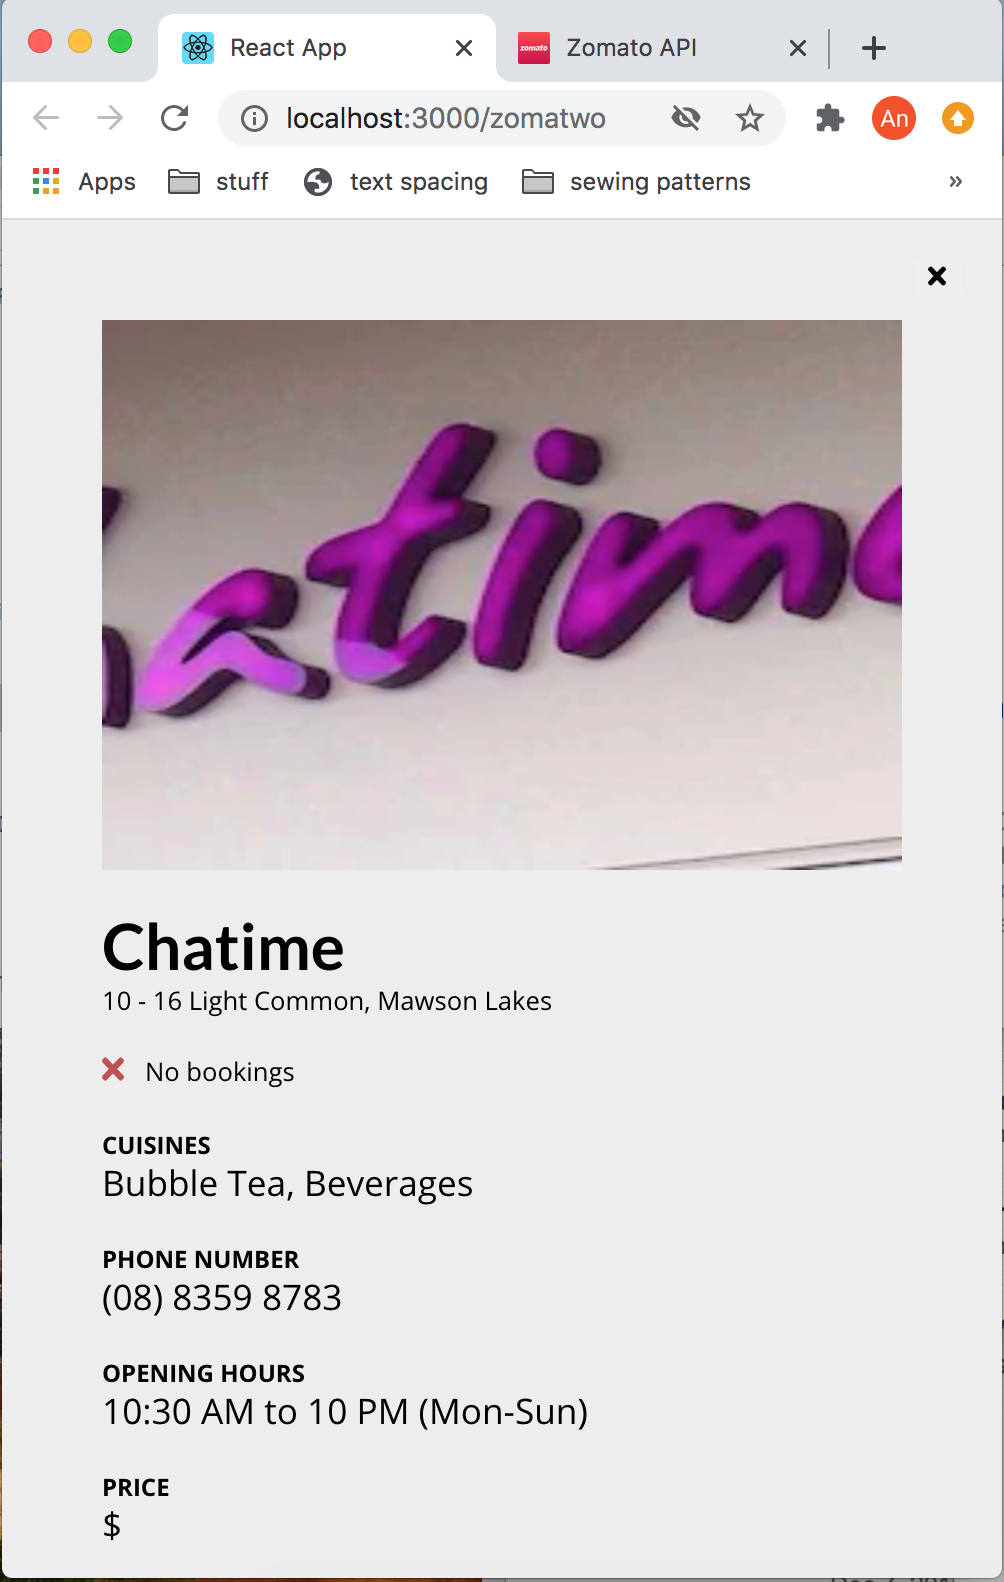 React App
zomato
Zomato API
localhost:3000/zomatwo
An
Apps
stuff
text spacing
sewing patterns
»
hatime
Chatime
10 - 16 Light Common, Mawson Lakes
No bookings
CUISINES
Bubble Tea, Beverages
PHONE NUMBER
(08) 8359 8783
OPENING HOURS
10:30 AM to 10 PM (Mon-Sun)
PRICE
$